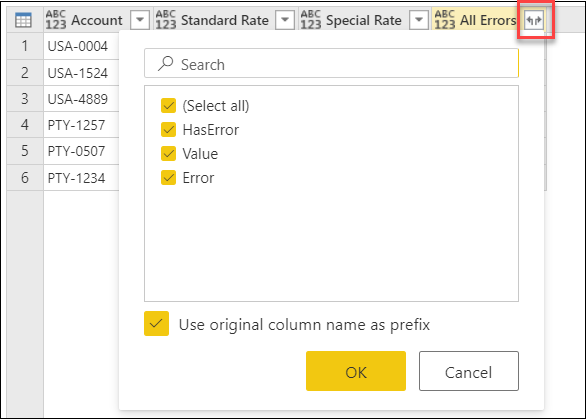 ABC 123 Account ABC 123 Standard Rate ABC 123 Special Rate ABC 123 All Errors
1 USA-0004
2 USA-1524
3 USA-4889
4 PTY-1257
5 PTY-0507
6 PTY-1234
Search
(Select all)
HasError
Value
Error
Use original column name as prefix
OK Cancel